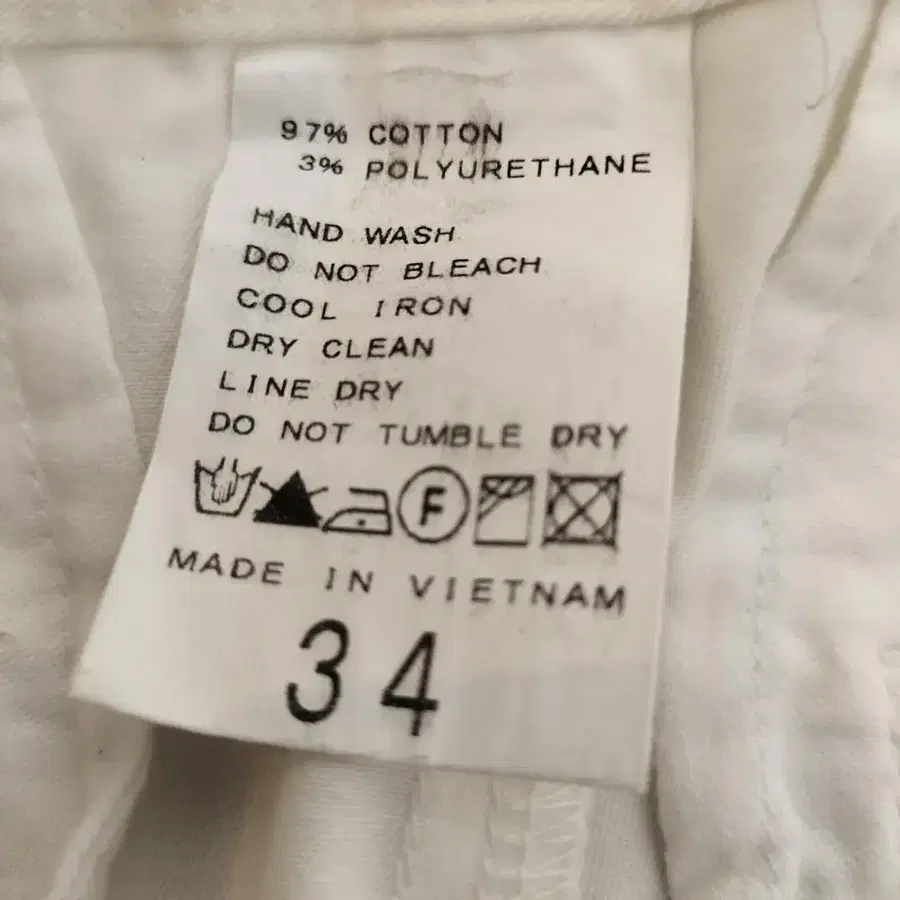 97% COTTON
3% POLYURETHANE
HAND WASH
DO NOT BLEACH
COOL IRON
DRY CLEAN
LINE DRY
DO NOT TUMBLE DRY
F
MADE IN VIETNAM
34